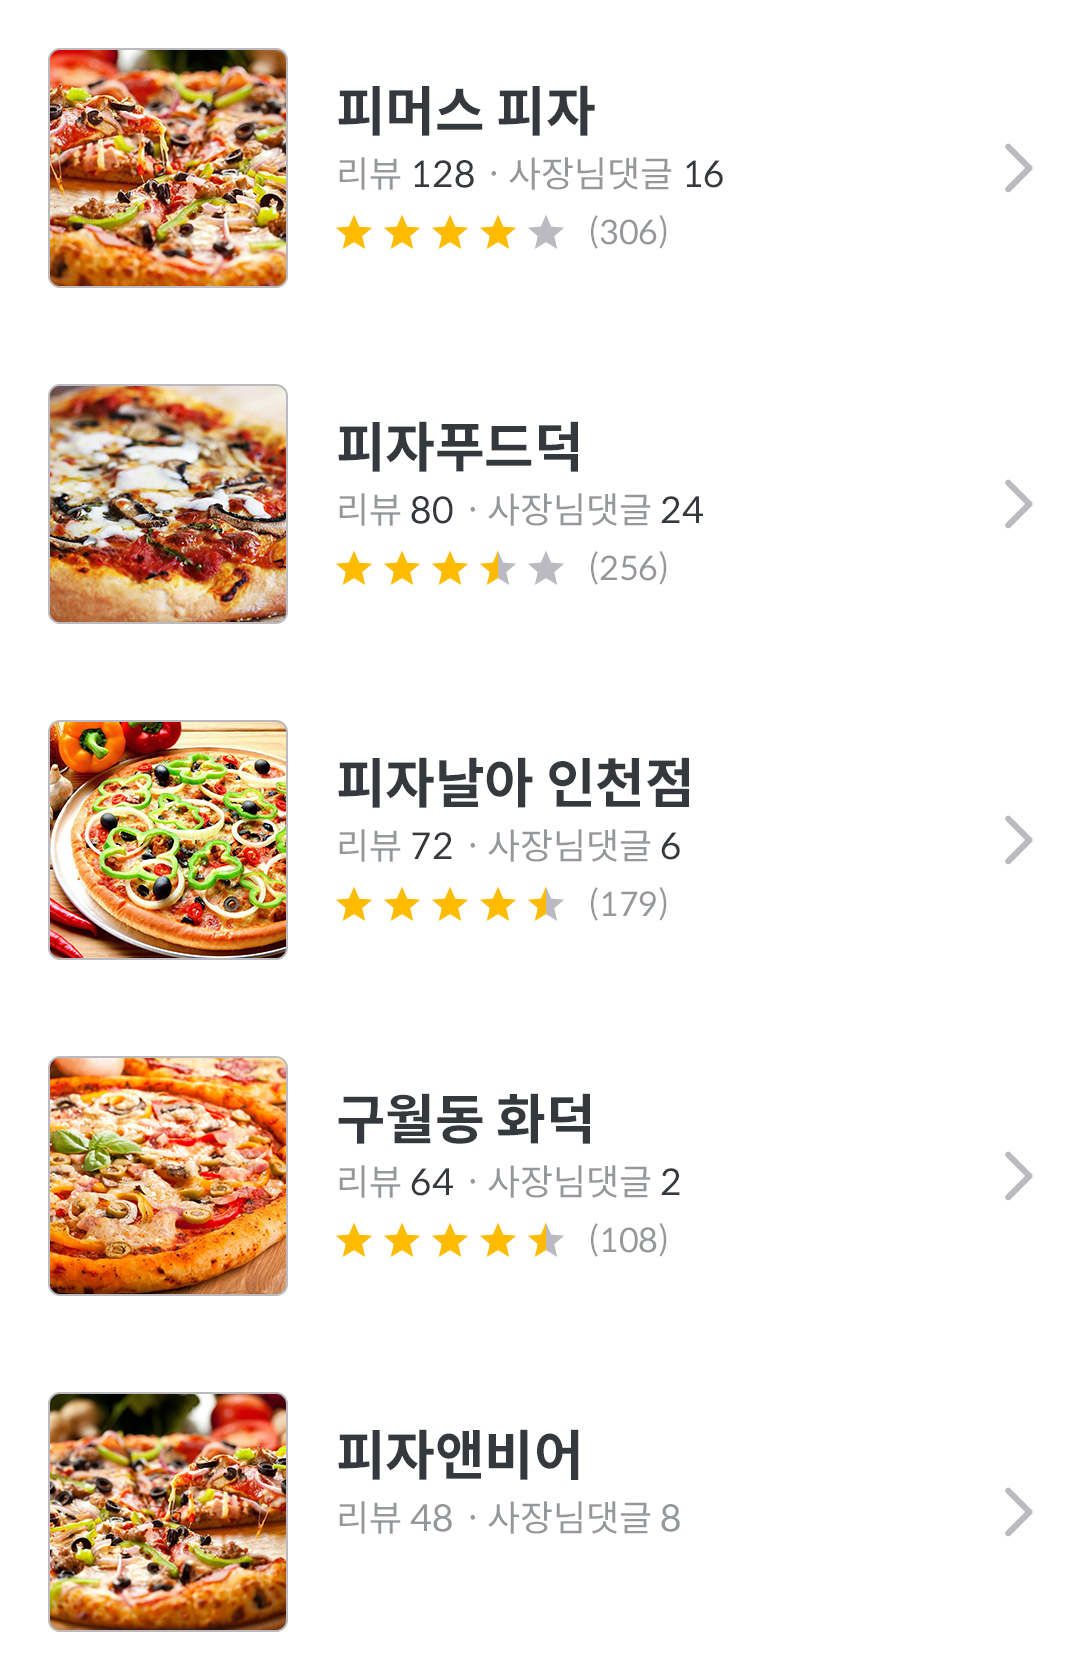 피머스 피자
리뷰 128 · 사장님댓글 16
(306)
피자푸드덕
리뷰 80 · 사장님댓글 24
(256)
피자날아 인천점
리뷰 72 · 사장님댓글 6
(179)
구월동 화덕
리뷰 64 · 사장님댓글 2
(108)
피자앤비어
리뷰 48 · 사장님댓글 8